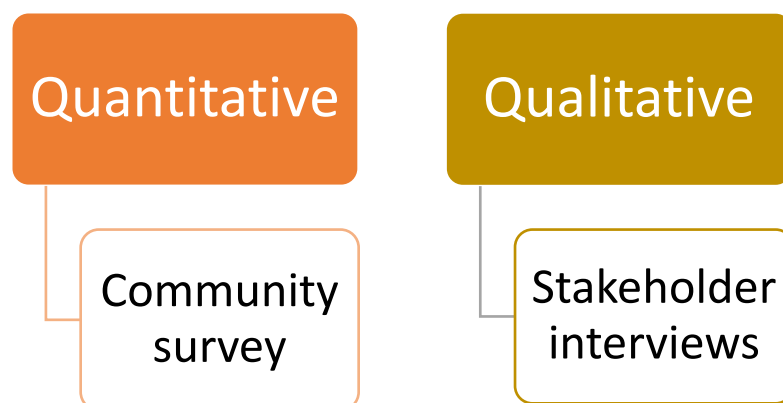 Quantitative
Community
survey
Qualitative
Stakeholder
interviews